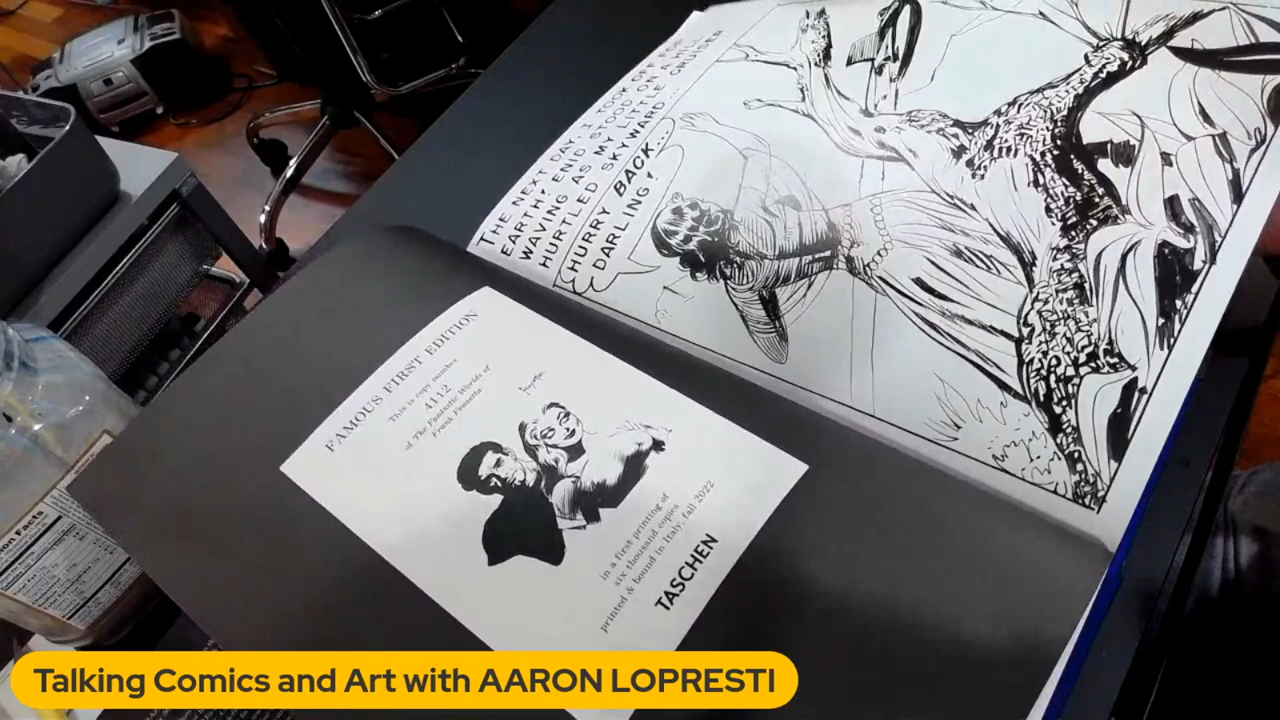 THE NEXT DAY, I TOOK OFF FOR
EARTH! ENID STOOD ON A HILL
WAVING AS MY LITTLE CRUISER
HURTLED SKYWARD...
HURRY BACK...
DARLING!
FAMOUS FIRST EDITION
This is copy number
4112
of The Fantastic Worlds of
Frank Frazetta
in a first printing of
six thousand copies
printed & bound in Italy, fall 2022
TASCHEN
on Facts
Talking Comics and Art with AARON LOPRESTI